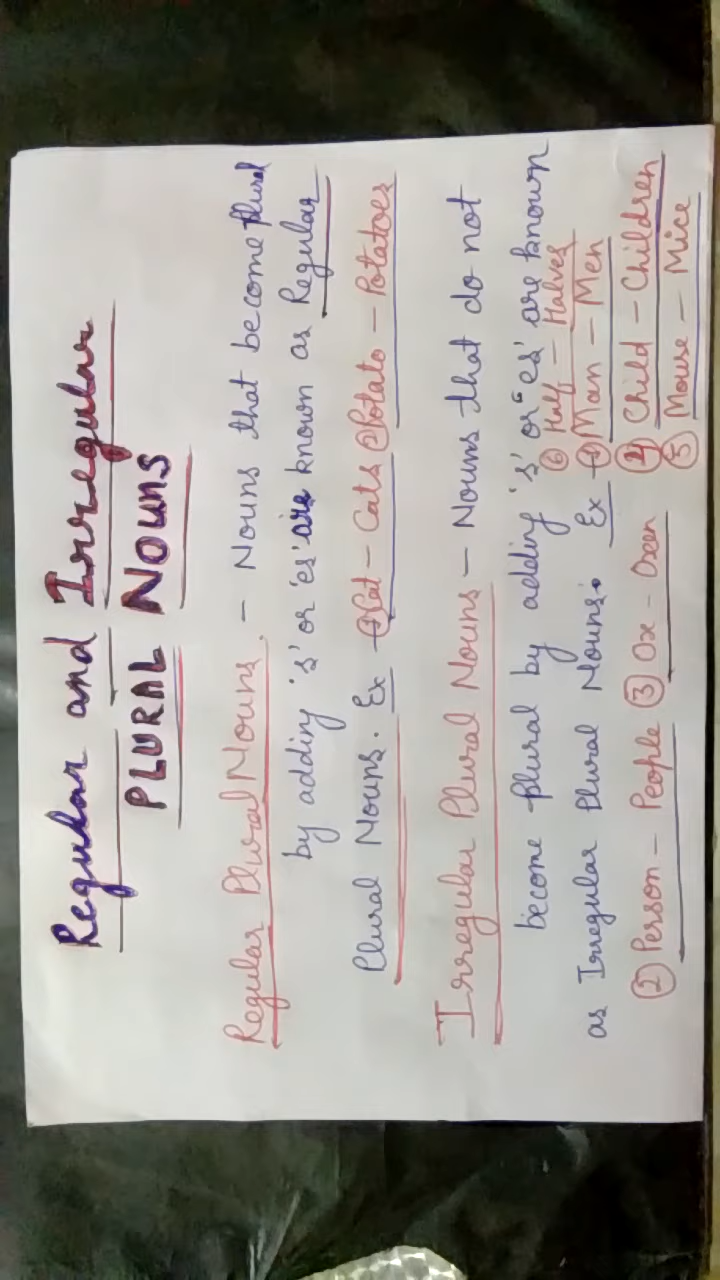 Regular and Irregular
PLURAL NOUNS
Regular Plural Nouns. - Nouns that become plural
by adding 's' or 'es' are known as Regular
Plural Nouns. Ex → ① Cat - Cats ② Potato - Potatoes
Irregular Plural Nouns - Nouns that do not
become plural by adding 's' or "es' are known
⑥ Half - Halves
as Irregular Plural Nouns. Ex → ① Man - Men
② Person - People ③ Ox - Oxen ④ Child - Children
⑤ Mouse - Mice